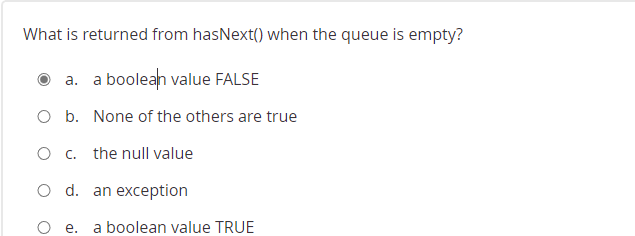 What is returned from hasNext() when the queue is empty?
a. a boolean value FALSE
b. None of the others are true
c. the null value
d. an exception
e. a boolean value TRUE